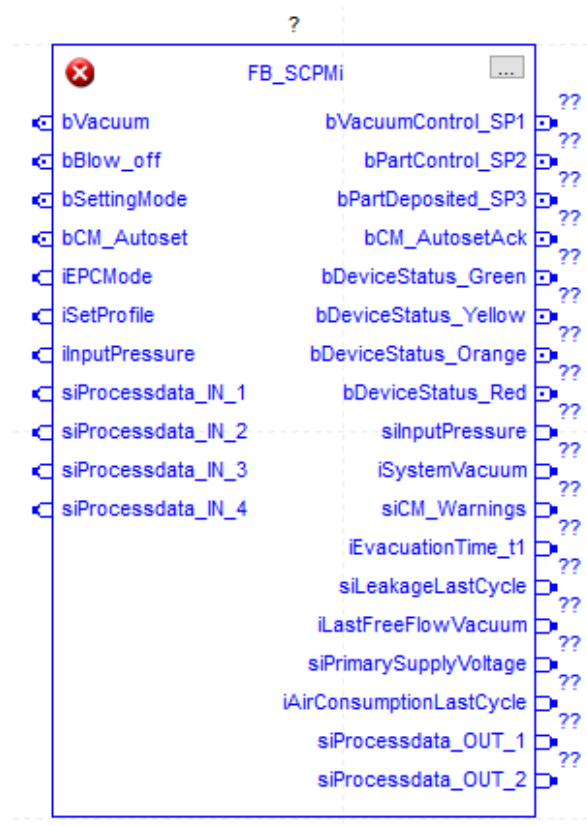 ?
FB_SCPMi
...
bVacuum bVacuumControl_SP1 ??
bBlow_off bPartControl_SP2 ??
bSettingMode bPartDeposited_SP3 ??
bCM_Autoset bCM_AutosetAck ??
iEPCMode bDeviceStatus_Green ??
iSetProfile bDeviceStatus_Yellow ??
iInputPressure bDeviceStatus_Orange ??
siProcessdata_IN_1 bDeviceStatus_Red ??
siProcessdata_IN_2 siInputPressure ??
siProcessdata_IN_3 iSystemVacuum ??
siProcessdata_IN_4 siCM_Warnings ??
iEvacuationTime_t1 ??
siLeakageLastCycle ??
iLastFreeFlowVacuum ??
siPrimarySupplyVoltage ??
iAirConsumptionLastCycle ??
siProcessdata_OUT_1 ??
siProcessdata_OUT_2 ??